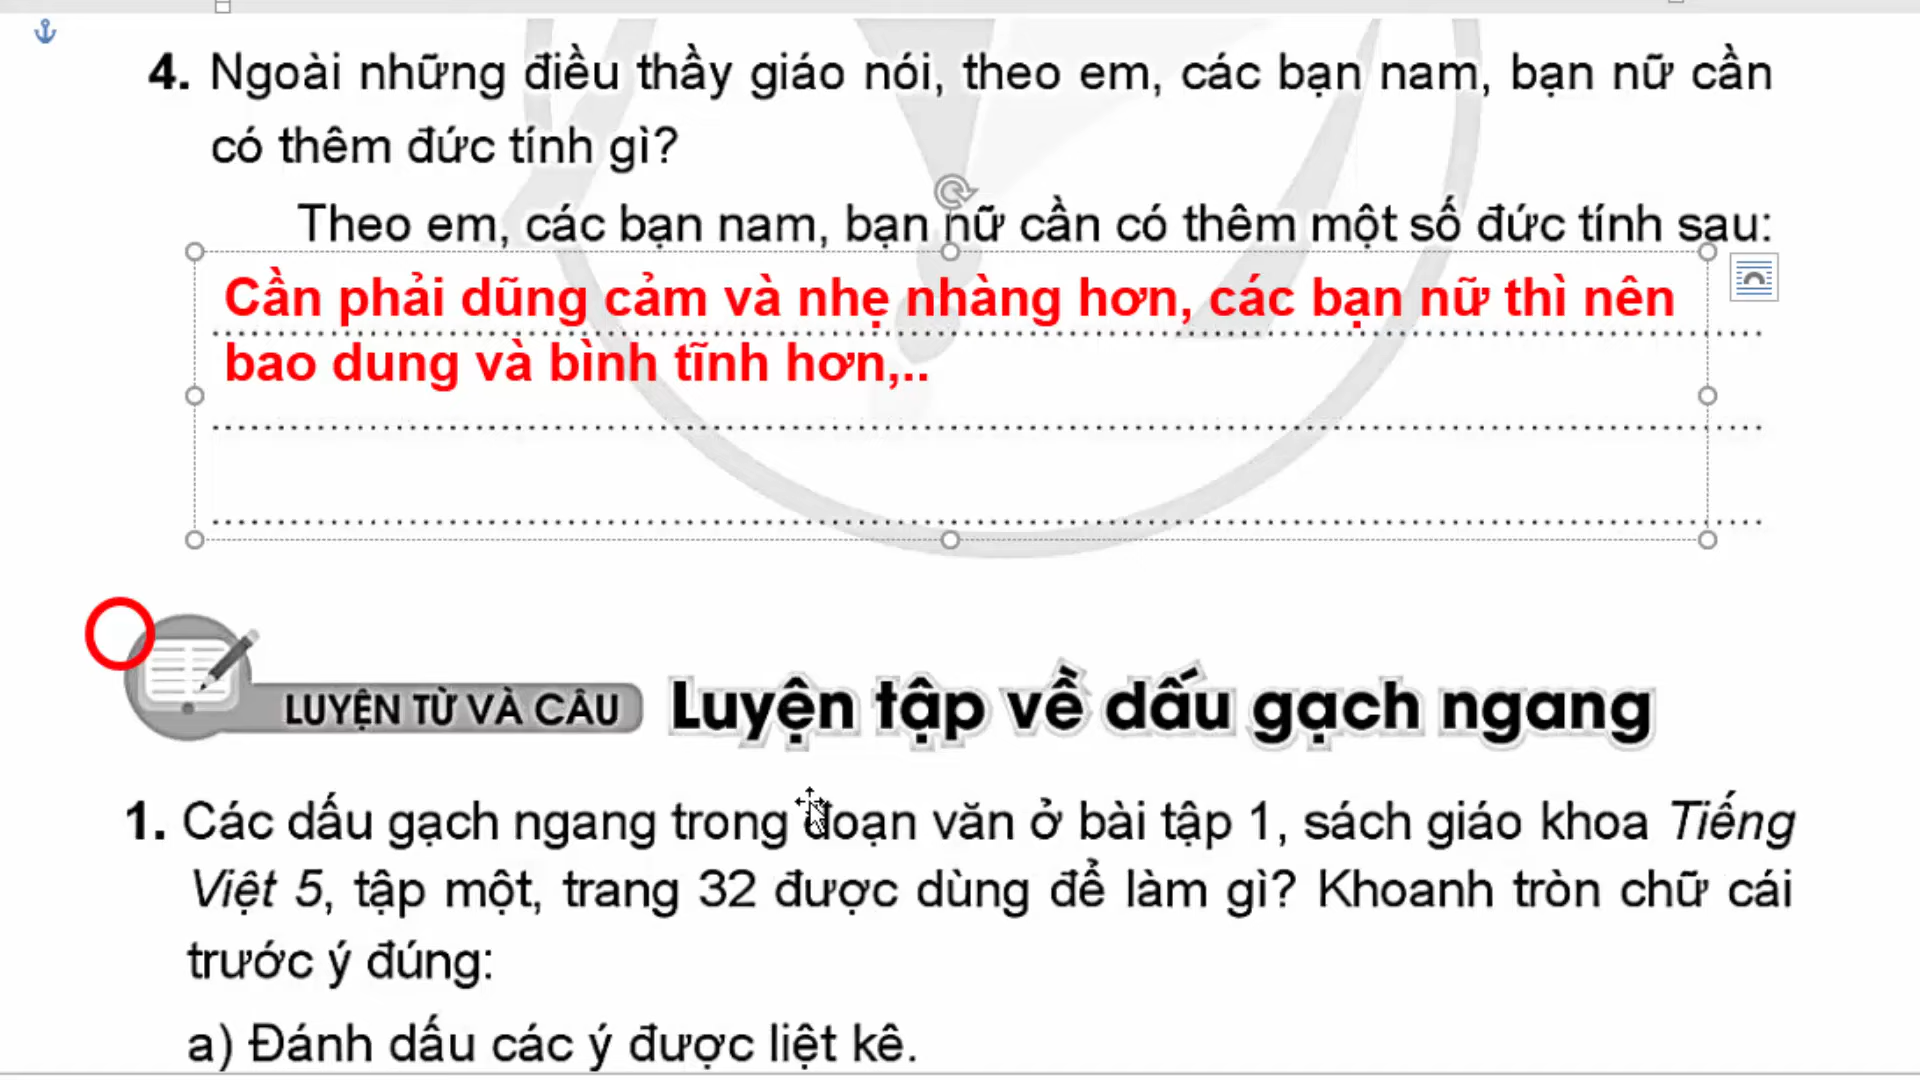 4. Ngoài những điều thầy giáo nói, theo em, các bạn nam, bạn nữ cần
có thêm đức tính gì?
Theo em, các bạn nam, bạn nữ cần có thêm một số đức tính sau:
Cần phải dũng cảm và nhẹ nhàng hơn, các bạn nữ thì nên
bao dung và bình tĩnh hơn,..
LUYỆN TỪ VÀ CÂU Luyện tập về dấu gạch ngang
1. Các dấu gạch ngang trong đoạn văn ở bài tập 1, sách giáo khoa Tiếng
Việt 5, tập một, trang 32 được dùng để làm gì? Khoanh tròn chữ cái
trước ý đúng:
a) Đánh dấu các ý được liệt kê.